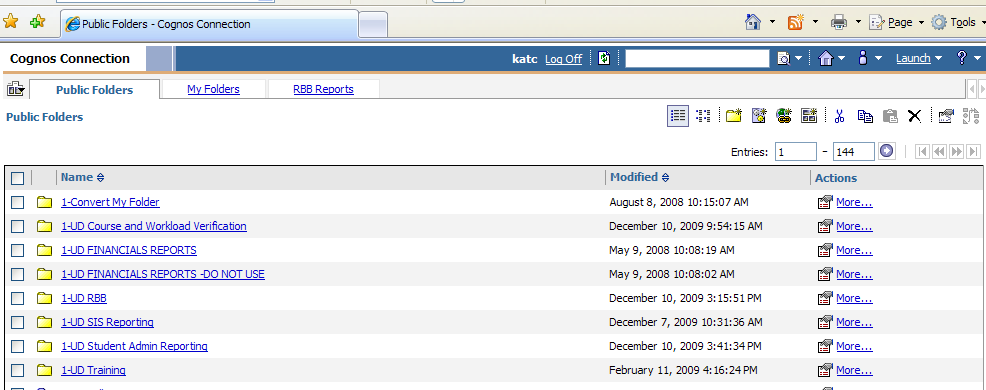 Public Folders - Cognos Connection
Page Tools
Cognos Connection katc Log Off Launch ?
Public Folders My Folders RBB Reports
Public Folders
Entries: 1 - 144
Name Modified Actions
1-Convert My Folder August 8, 2008 10:15:07 AM More...
1-UD Course and Workload Verification December 10, 2009 9:54:15 AM More...
1-UD FINANCIALS REPORTS May 9, 2008 10:08:19 AM More...
1-UD FINANCIALS REPORTS -DO NOT USE May 9, 2008 10:08:02 AM More...
1-UD RBB December 10, 2009 3:15:51 PM More...
1-UD SIS Reporting December 7, 2009 10:31:36 AM More...
1-UD Student Admin Reporting December 10, 2009 3:41:34 PM More...
1-UD Training February 11, 2009 4:16:24 PM More...